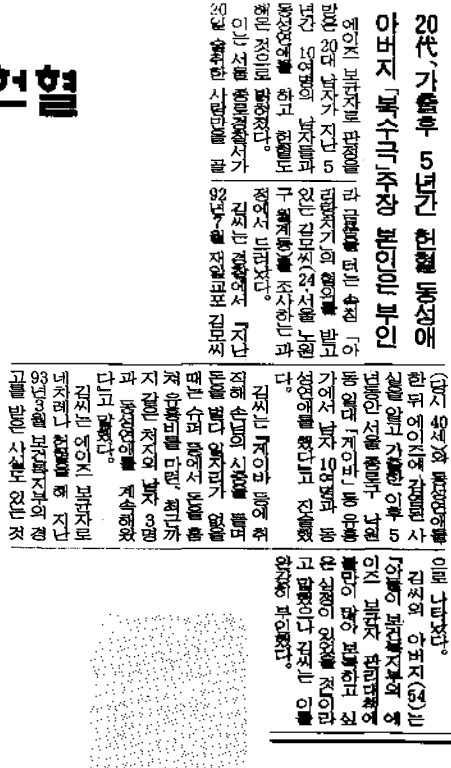 헌혈
20代、가출후 5년간 헌혈 동성애
아버지 「복수극」주장 본인은 부인
에이즈 보균자로 판정을
받은 20대 남자가 지난 5
년간 10여명의 남자들과
동성연애를 하고 헌혈도
해온 것으로 밝혀졌다.
이는 서울 종로경찰서가
20일 술취한 사람만을 골
라 금품을 터는 속칭 「아
리랑치기」의 혐의를 받고
있는 김모씨(24·서울 노원
구 월계동)를 조사하는 과
정에서 드러났다.
김씨는 경찰에서 「지난
92년 7월 재일교포 김모씨
(당시 40세)와 동성연애를
한 뒤 에이즈에 감염된 사
실을 알고 가출한 이후 5
년동안 서울 종로구 낙원
동 일대 「게이바」 등 유흥
가에서 남자 10여명과 동
성연애를 했다」고 진술했
다.
김씨는 「게이바 등에 취
직해 손님의 시중을 들며
돈을 벌다 일자리가 없을
때는 슈퍼 등에서 돈을 훔
쳐 유흥비를 마련, 최근까
지 같은 처지의 남자 3명
과 동성연애를 계속해왔
다」고 말했다.
김씨는 에이즈 보균자로
네차례나 헌혈을 해 지난
93년 3월 보건복지부의 경
고를 받은 사실도 있는 것
으로 나타났다.
김씨의 아버지(54)는
「아들이 보건복지부의 에
이즈 보균자 관리대책에
불만이 많아 보복하고 싶
은 심정이 있었을 것」이라
고 말했으나 김씨는 이를
완강히 부인했다.